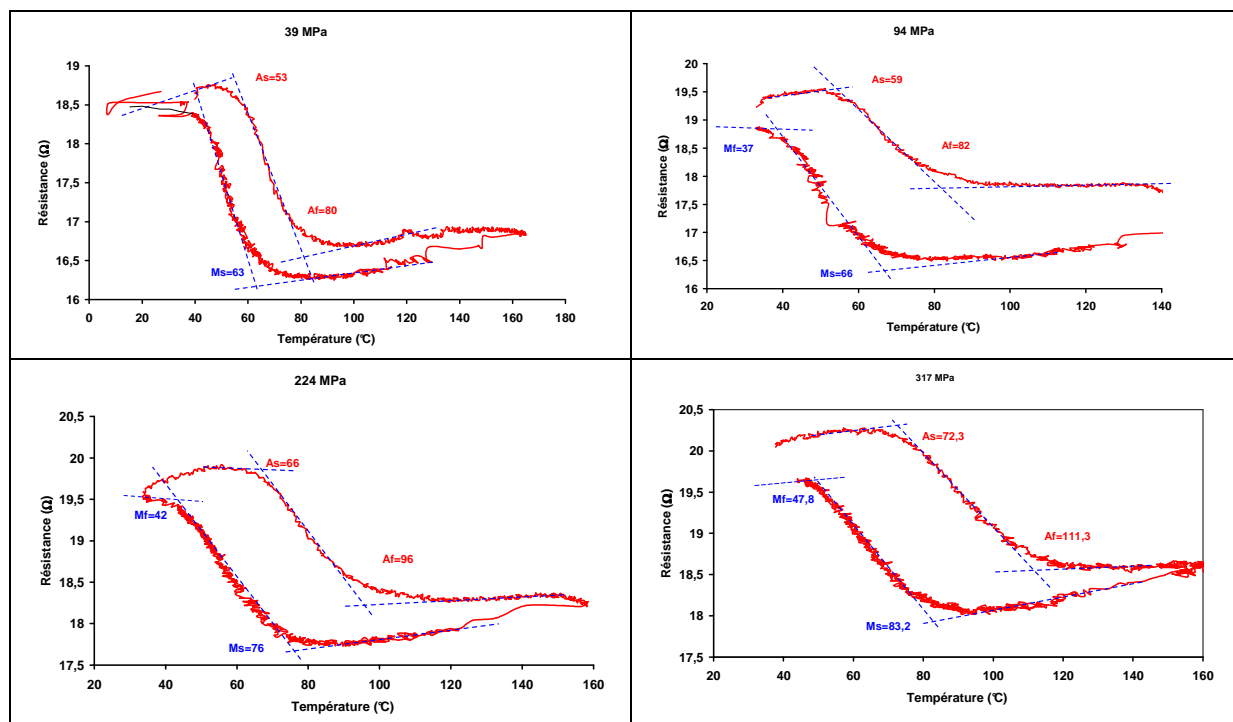 39 MPa
19
18,5
18
17,5
17
16,5
16
0
20
40
60
80
100
120
140
160
180
Résistance (Ω)
Température (°C)
As=53
Af=80
Ms=63
94 MPa
20
19,5
19
18,5
18
17,5
17
16,5
16
20
40
60
80
100
120
140
Résistance (Ω)
Température (°C)
As=59
Mf=37
Af=82
Ms=66
224 MPa
20,5
20
19,5
19
18,5
18
17,5
20
40
60
80
100
120
140
160
Résistance (Ω)
Température (°C)
As=66
Mf=42
Af=96
Ms=76
317 MPa
20,5
20
19,5
19
18,5
18
17,5
20
40
60
80
100
120
140
160
Résistance (Ω)
Température (°C)
As=72,3
Mf=47,8
Af=111,3
Ms=83,2